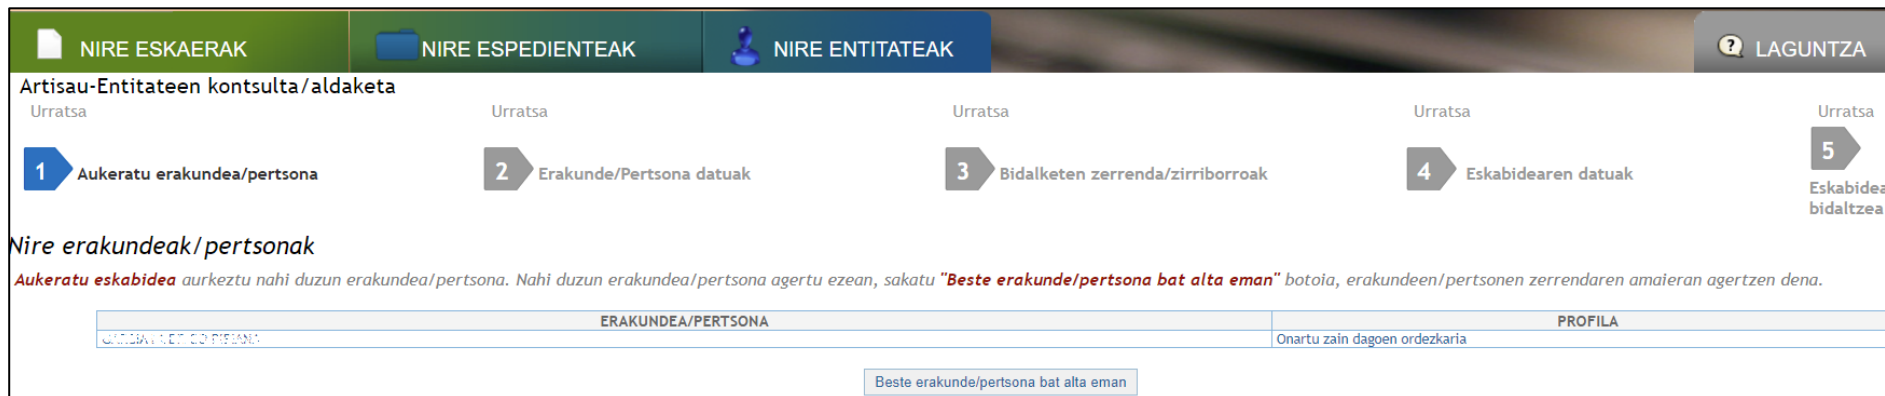 NIRE ESKAERAK NIRE ESPEDIENTEAK NIRE ENTITATEAK LAGUNTZA
Artisau-Entitateen kontsulta/aldaketa
Urratsa Urratsa Urratsa Urratsa Urratsa
1 Aukeratu erakundea/pertsona 2 Erakunde/Pertsona datuak 3 Bidalketen zerrenda/zirriborroak 4 Eskabidearen datuak 5
Eskabidea
bidaltzea
Nire erakundeak/pertsonak
Aukeratu eskabidea aurkeztu nahi duzun erakundea/pertsona. Nahi duzun erakundea/pertsona agertu ezean, sakatu "Beste erakunde/pertsona bat alta eman" botoia, erakundeen/pertsonen zerrendaren amaieran agertzen dena.
ERAKUNDEA/PERTSONA PROFILA
Onartu zain dagoen ordezkaria
Beste erakunde/pertsona bat alta eman